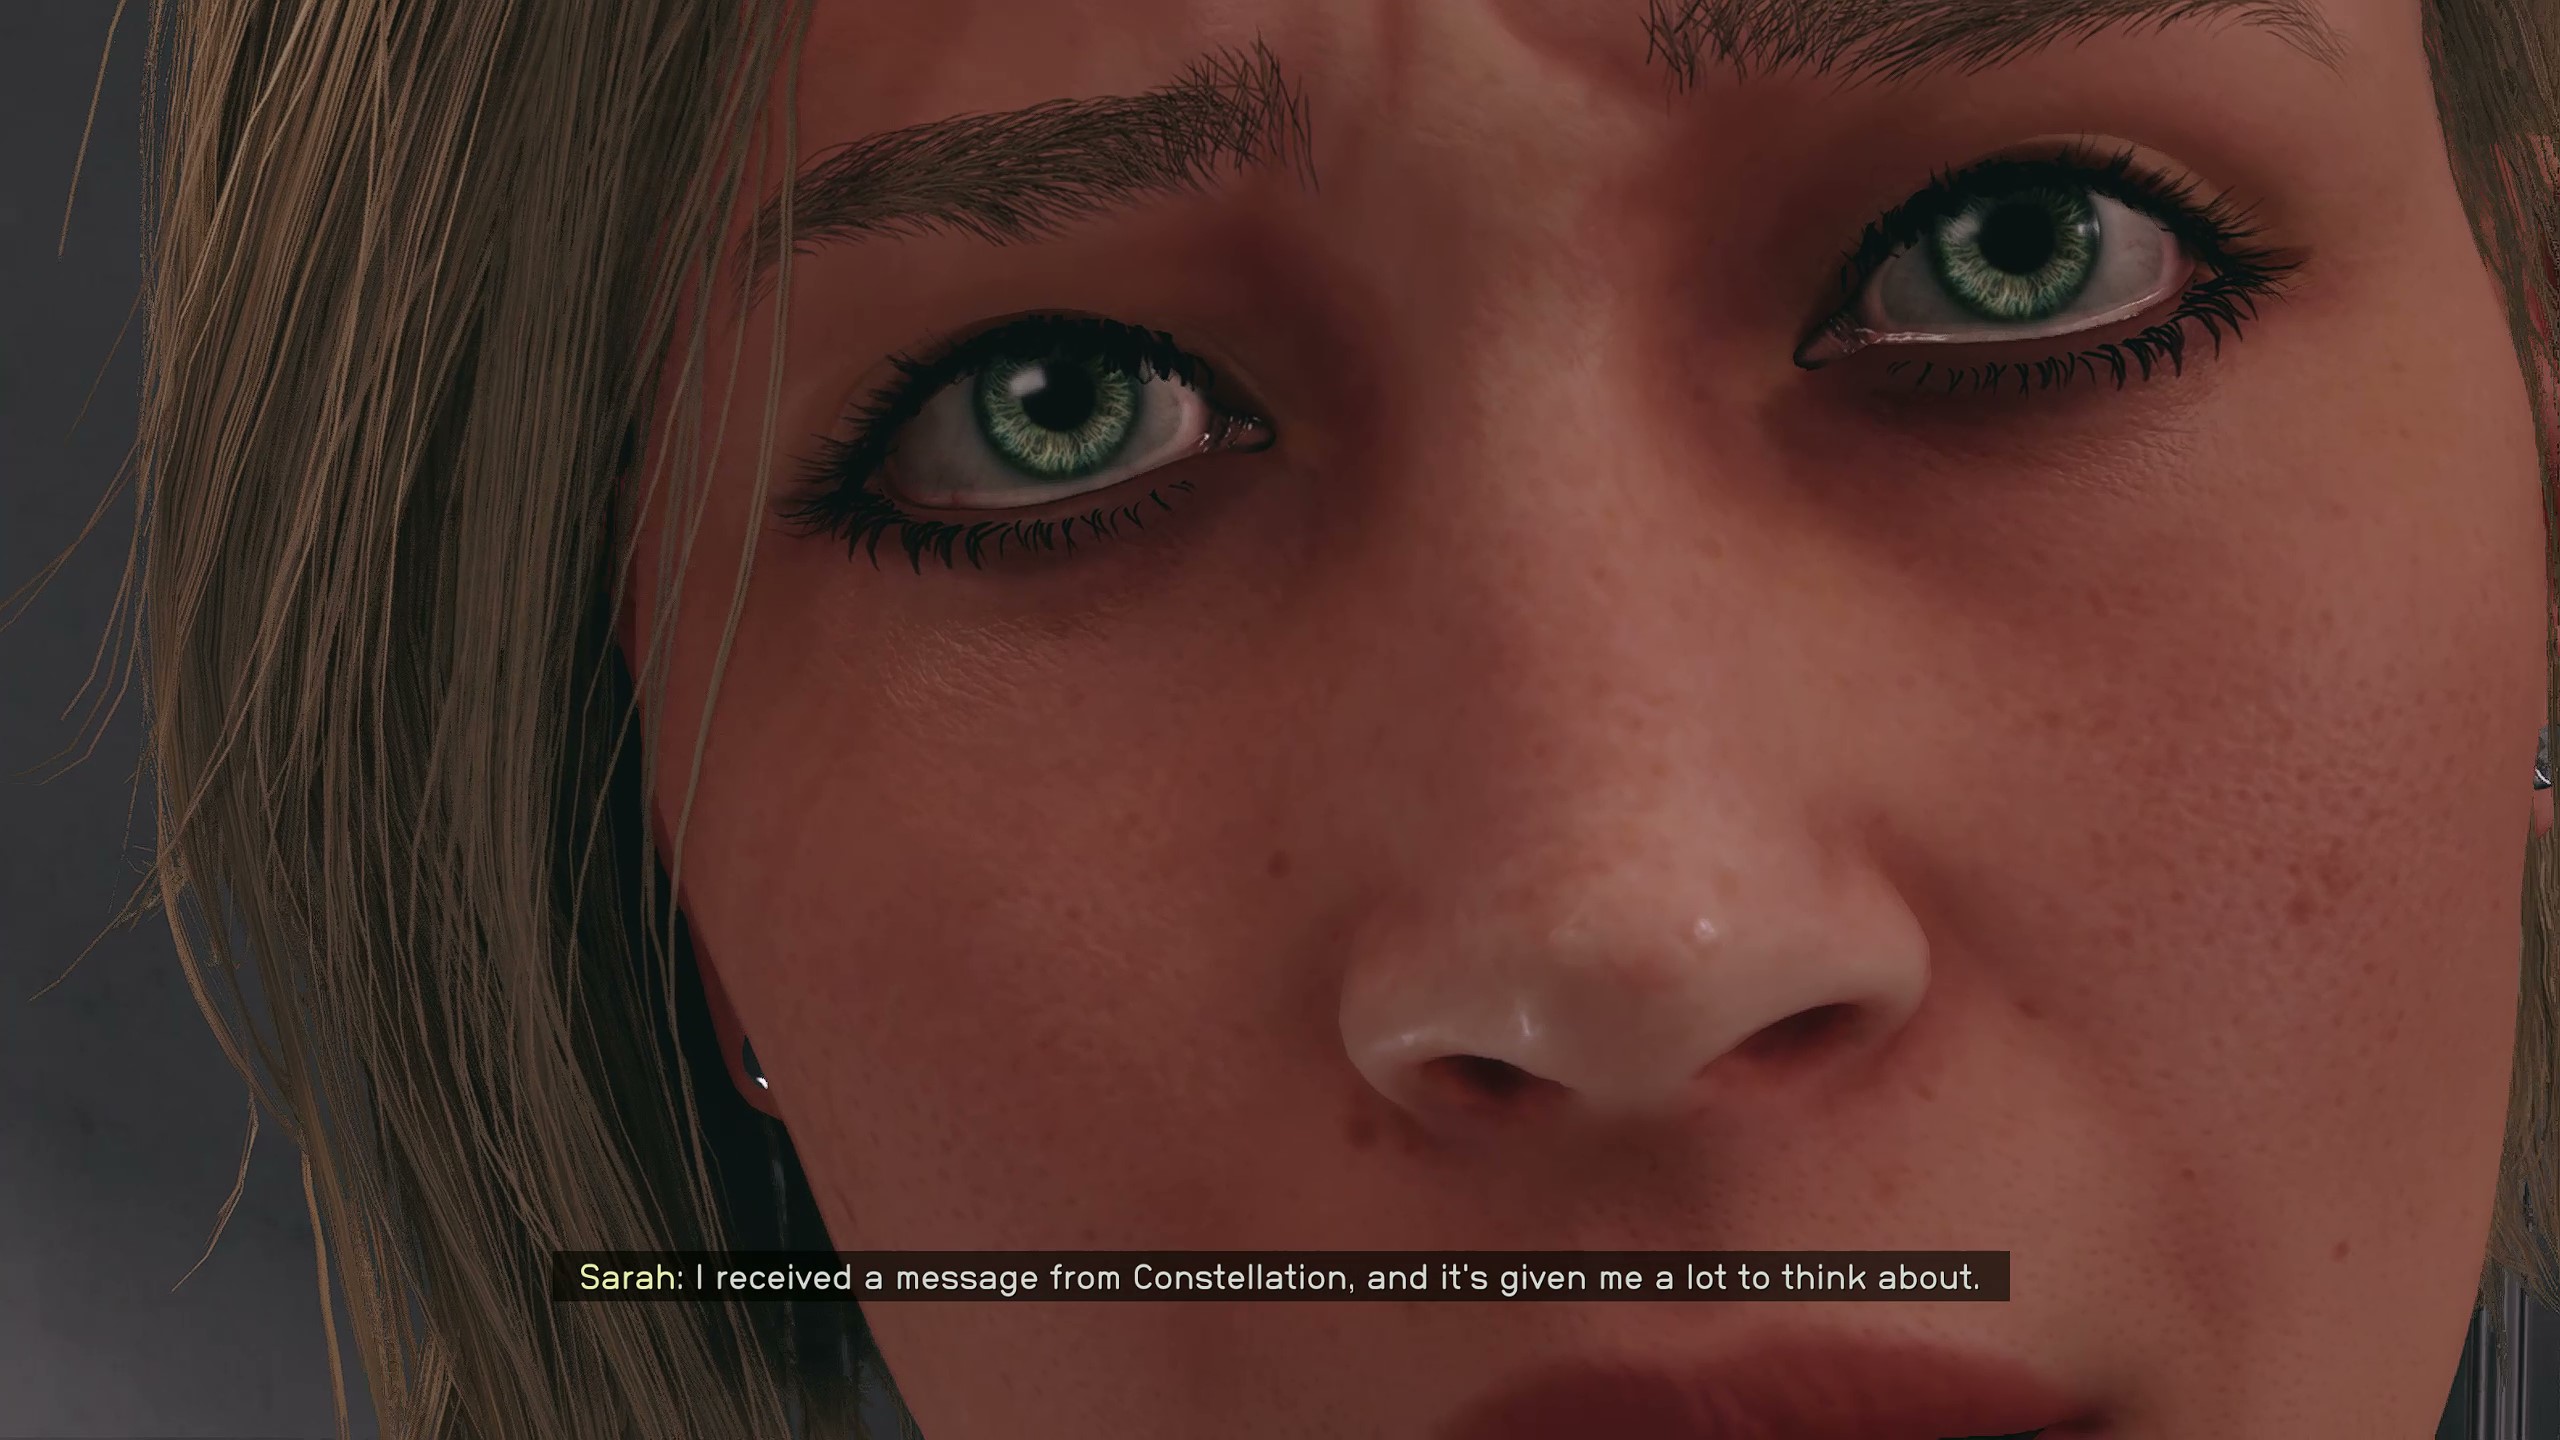 Sarah: I received a message from Constellation, and it's given me a lot to think about.